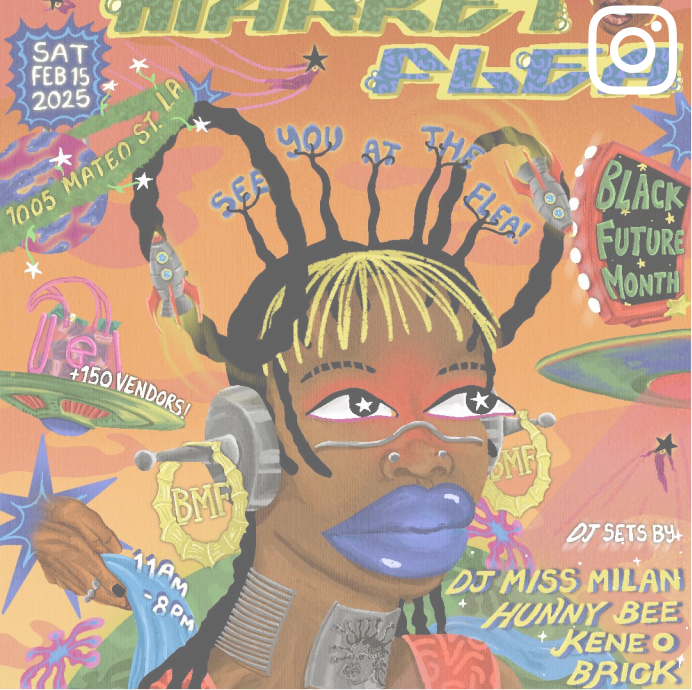 MARKET
FLEA
SAT
FEB 15
2025
1005 MATEO ST. LA
SEE YOU AT THE FLEA!
BLACK
FUTURE
MONTH
+150 VENDORS!
BMF
BMF
11AM
-8PM
DJ SETS BY
DJ MISS MILAN
HUNNY BEE
KENEO
BRICK